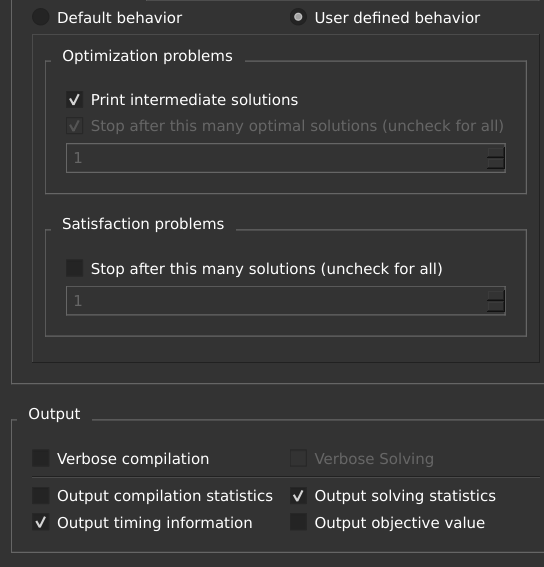 Default behavior
User defined behavior
Optimization problems
Print intermediate solutions
Stop after this many optimal solutions (uncheck for all)
1
Satisfaction problems
Stop after this many solutions (uncheck for all)
1
Output
Verbose compilation
Verbose Solving
Output compilation statistics
Output solving statistics
Output timing information
Output objective value